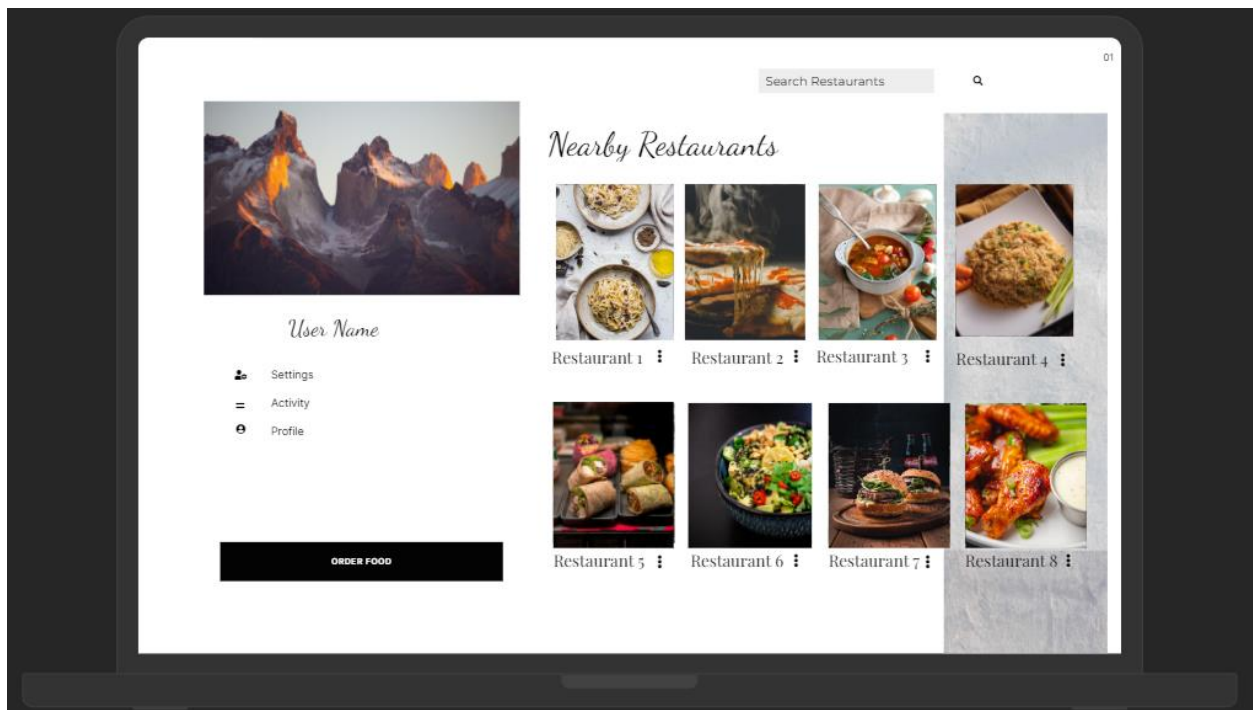 01
Search Restaurants
Nearby Restaurants
Restaurant 1
Restaurant 2
Restaurant 3
Restaurant 4
User Name
Settings
Activity
Profile
Restaurant 5
Restaurant 6
Restaurant 7
Restaurant 8
ORDER FOOD